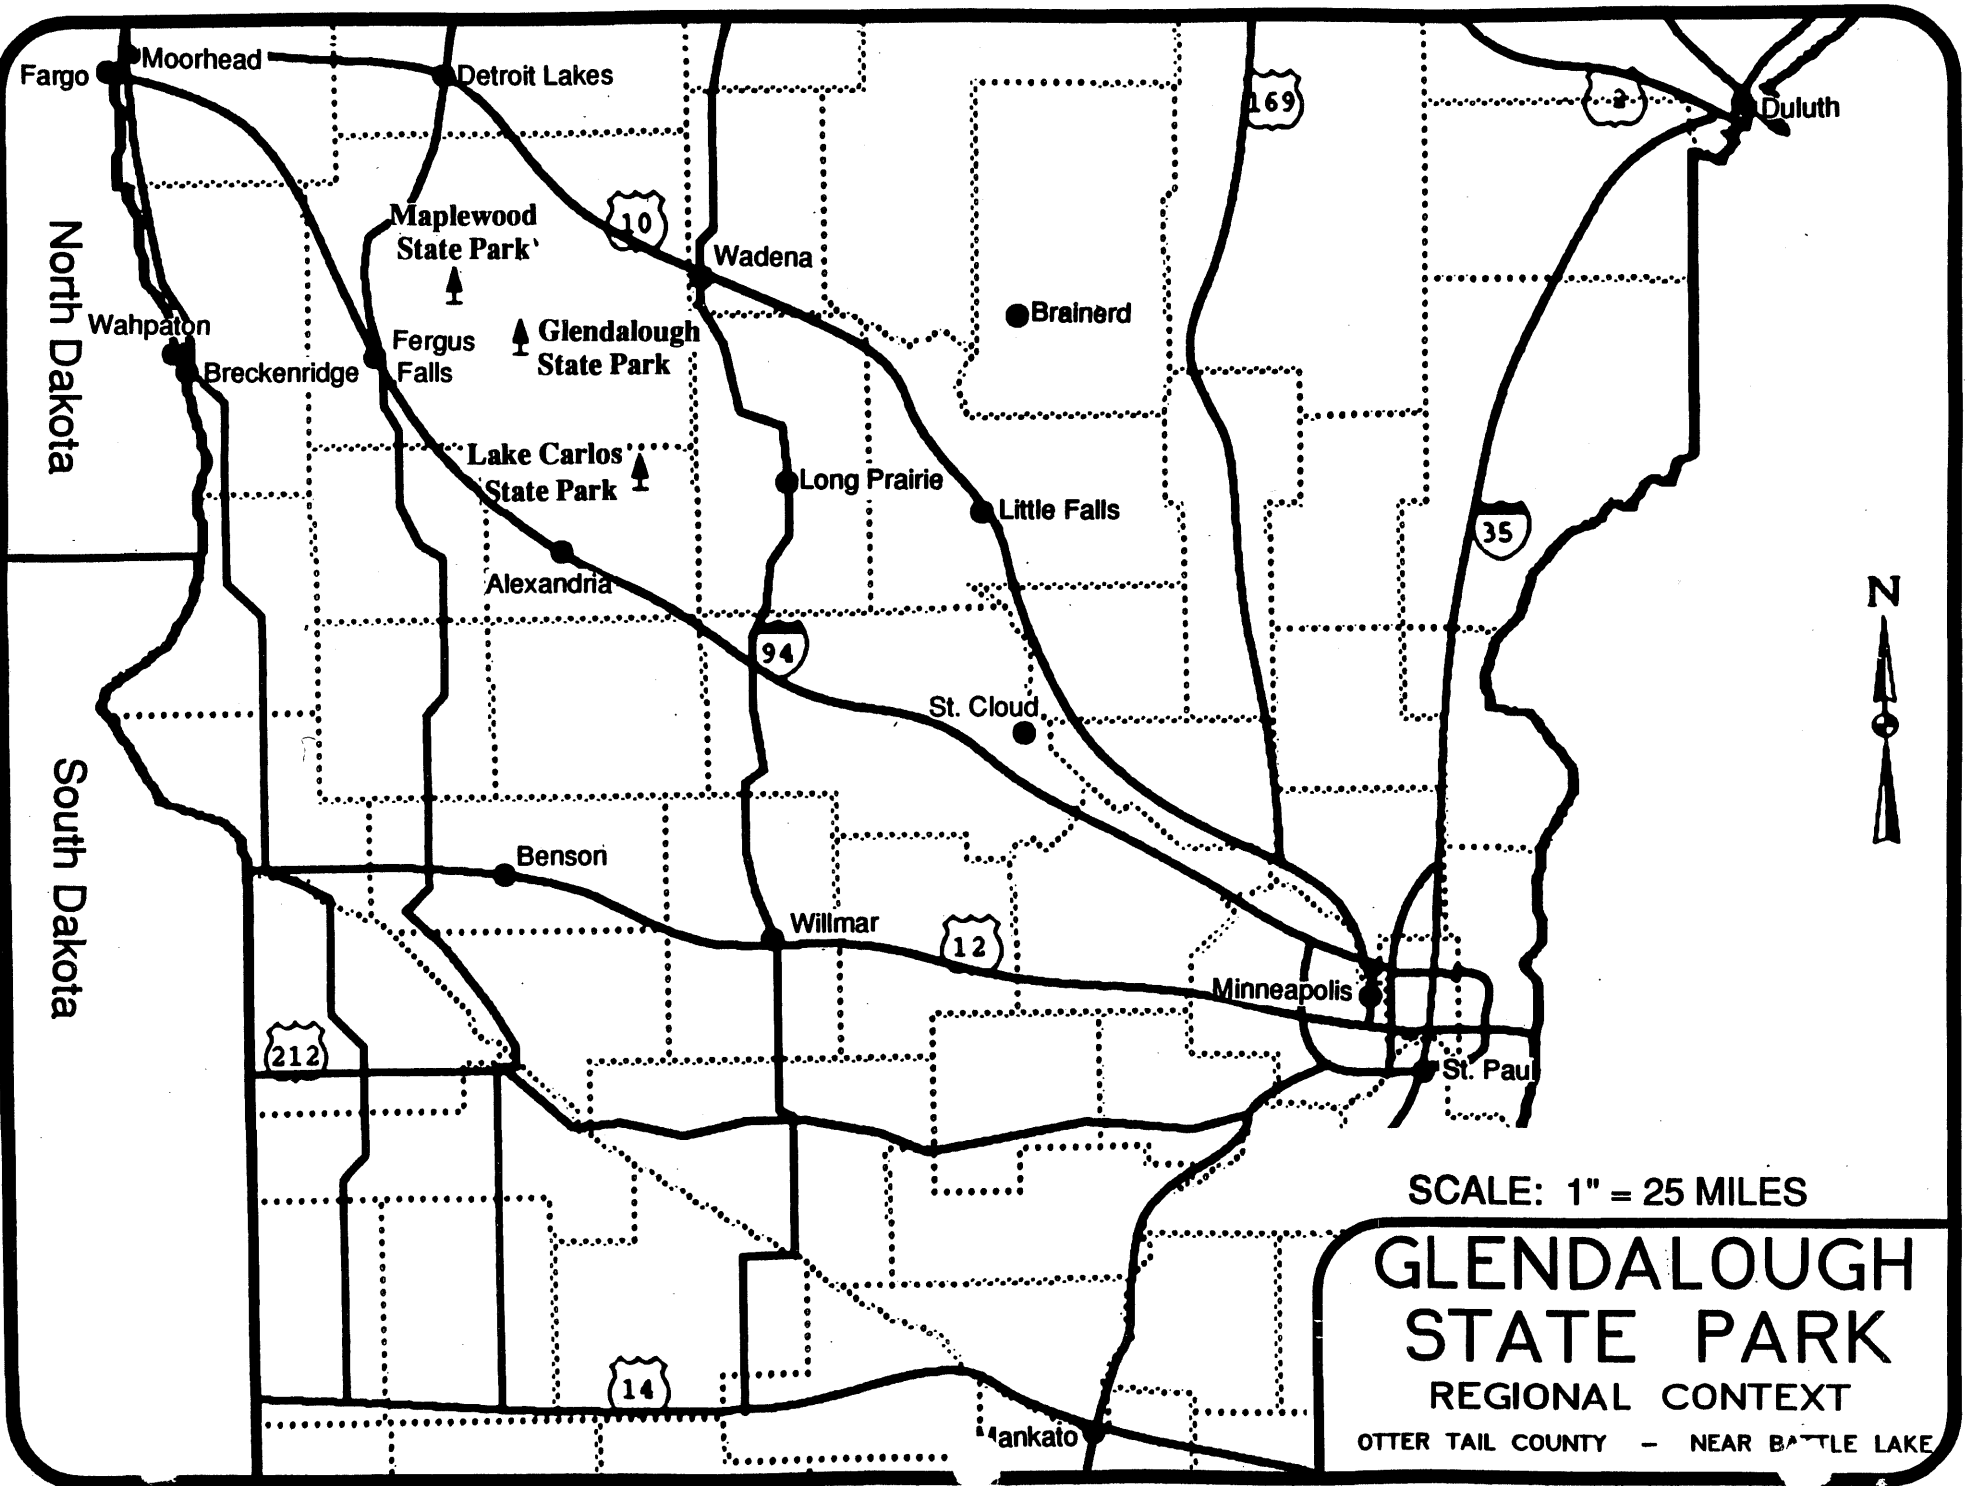 Moorhead
Fargo
Detroit Lakes
169
2
Duluth
Maplewood
State Park
10
Wadena
North Dakota
Wahpaton
Brainerd
Glendalough
State Park
Fergus
Falls
Breckenridge
Lake Carlos
State Park
Long Prairie
Little Falls
35
Alexandria
N
94
St. Cloud
South Dakota
Benson
Willmar
12
Minneapolis
212
St. Paul
SCALE: 1" = 25 MILES
14
ankato
GLENDALOUGH
STATE PARK
REGIONAL CONTEXT
OTTER TAIL COUNTY – NEAR BATTLE LAKE